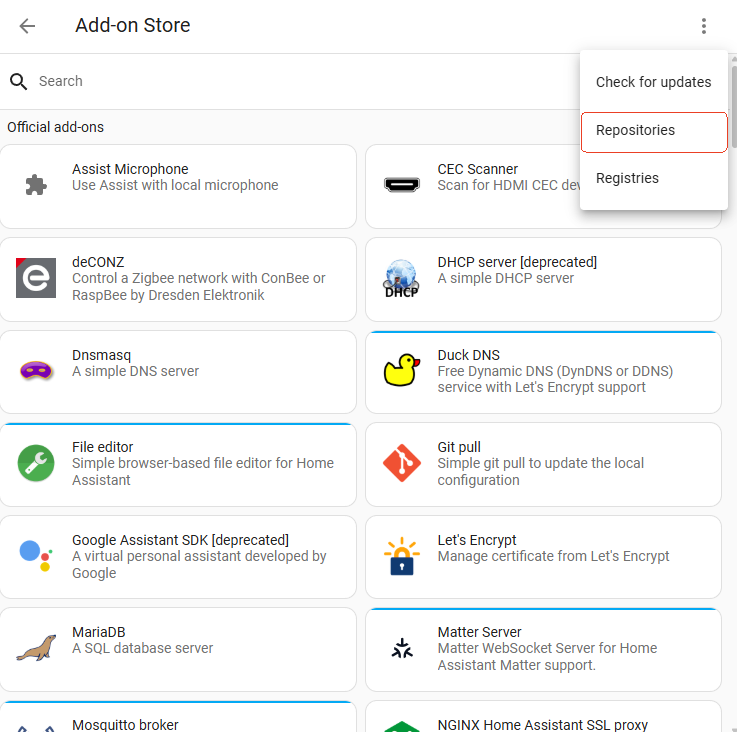 Add-on Store
Search
Check for updates
Repositories
Registries
Official add-ons
Assist Microphone
Use Assist with local microphone
CEC Scanner
Scan for HDMI CEC
deCONZ
Control a Zigbee network with ConBee or
RaspBee by Dresden Elektronik
DHCP
DHCP server [deprecated]
A simple DHCP server
Dnsmasq
A simple DNS server
Duck DNS
Free Dynamic DNS (DynDNS or DDNS)
service with Let's Encrypt support
File editor
Simple browser-based file editor for Home
Assistant
Git pull
Simple git pull to update the local
configuration
Google Assistant SDK [deprecated]
A virtual personal assistant developed by
Google
Let's Encrypt
Manage certificate from Let's Encrypt
MariaDB
A SQL database server
Matter Server
Matter WebSocket Server for Home
Assistant Matter support.
Mosquitto broker
NGINX Home Assistant SSL proxy